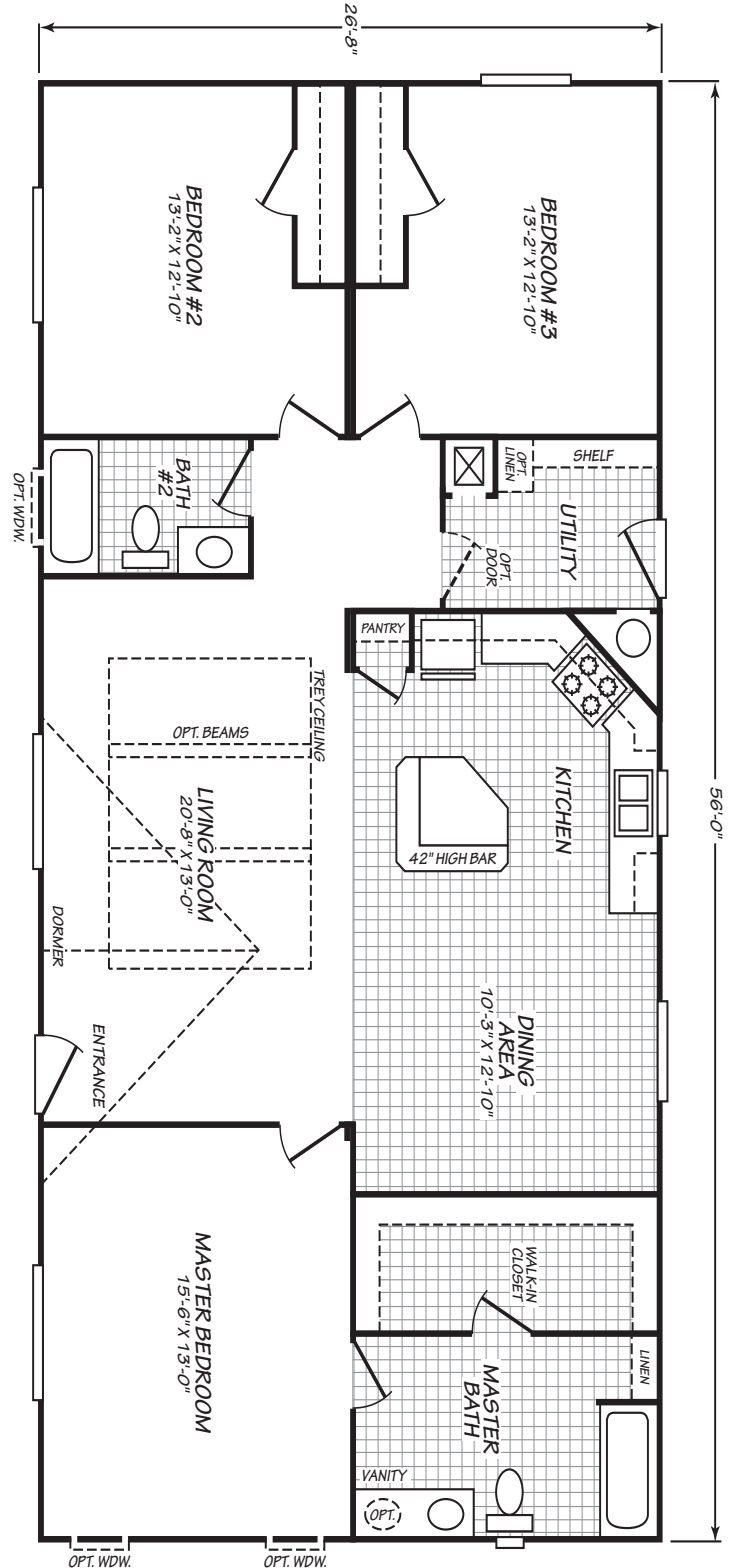 26'-8"
56'-0"
BEDROOM #2
13'-2" X 12'-10"
BEDROOM #3
13'-2" X 12'-10"
BATH
#2
OPT. WDW.
OPT.
LINEN
SHELF
UTILITY
OPT.
DOOR
PANTRY
TREY CEILING
OPT. BEAMS
KITCHEN
LIVING ROOM
20'-8" X 13'-0"
42" HIGH BAR
DORMER
DINING
AREA
10'-3" X 12'-10"
ENTRANCE
WALK-IN
CLOSET
MASTER BEDROOM
15'-6" X 13'-0"
LINEN
MASTER
BATH
VANITY
OPT.
OPT. WDW.
OPT. WDW.